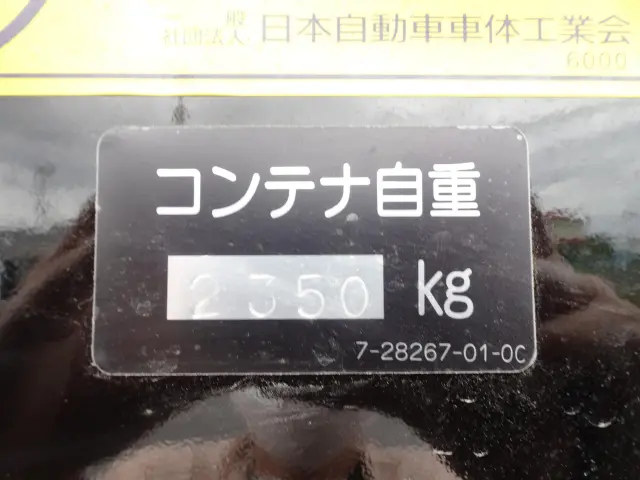 一般
社団法人 日本自動車車体工業会
6000
コンテナ自重
2350 kg
7-28267-01-0C